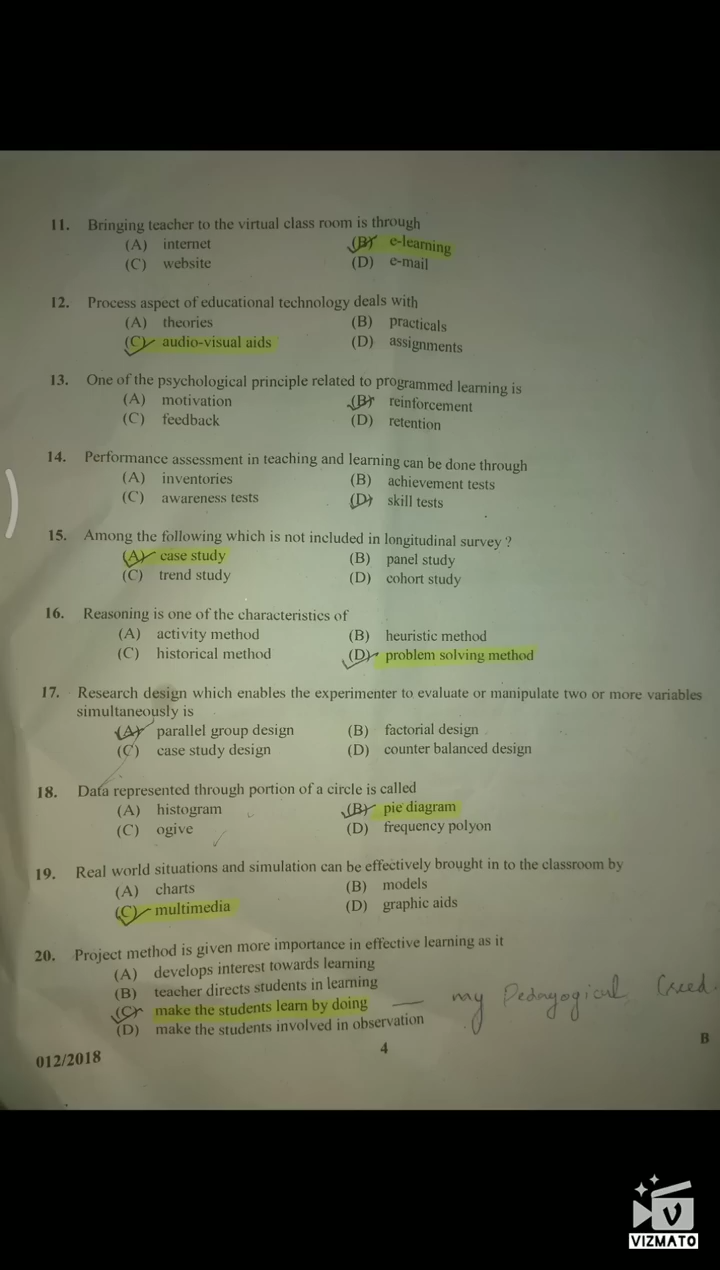 11. Bringing teacher to the virtual class room is through
(A) internet (B) e-learning
(C) website (D) e-mail
12. Process aspect of educational technology deals with
(A) theories (B) practicals
(C) audio-visual aids (D) assignments
13. One of the psychological principle related to programmed learning is
(A) motivation (B) reinforcement
(C) feedback (D) retention
14. Performance assessment in teaching and learning can be done through
(A) inventories (B) achievement tests
(C) awareness tests (D) skill tests
15. Among the following which is not included in longitudinal survey ?
(A) case study (B) panel study
(C) trend study (D) cohort study
16. Reasoning is one of the characteristics of
(A) activity method (B) heuristic method
(C) historical method (D) problem solving method
17. Research design which enables the experimenter to evaluate or manipulate two or more variables
simultaneously is
(A) parallel group design (B) factorial design
(C) case study design (D) counter balanced design
18. Data represented through portion of a circle is called
(A) histogram (B) pie diagram
(C) ogive (D) frequency polyon
19. Real world situations and simulation can be effectively brought in to the classroom by
(A) charts (B) models
(C) multimedia (D) graphic aids
20. Project method is given more importance in effective learning as it
(A) develops interest towards learning
(B) teacher directs students in learning
(C) make the students learn by doing — my Pedagogical Creed.
(D) make the students involved in observation
012/2018 4 B
VIZMATO